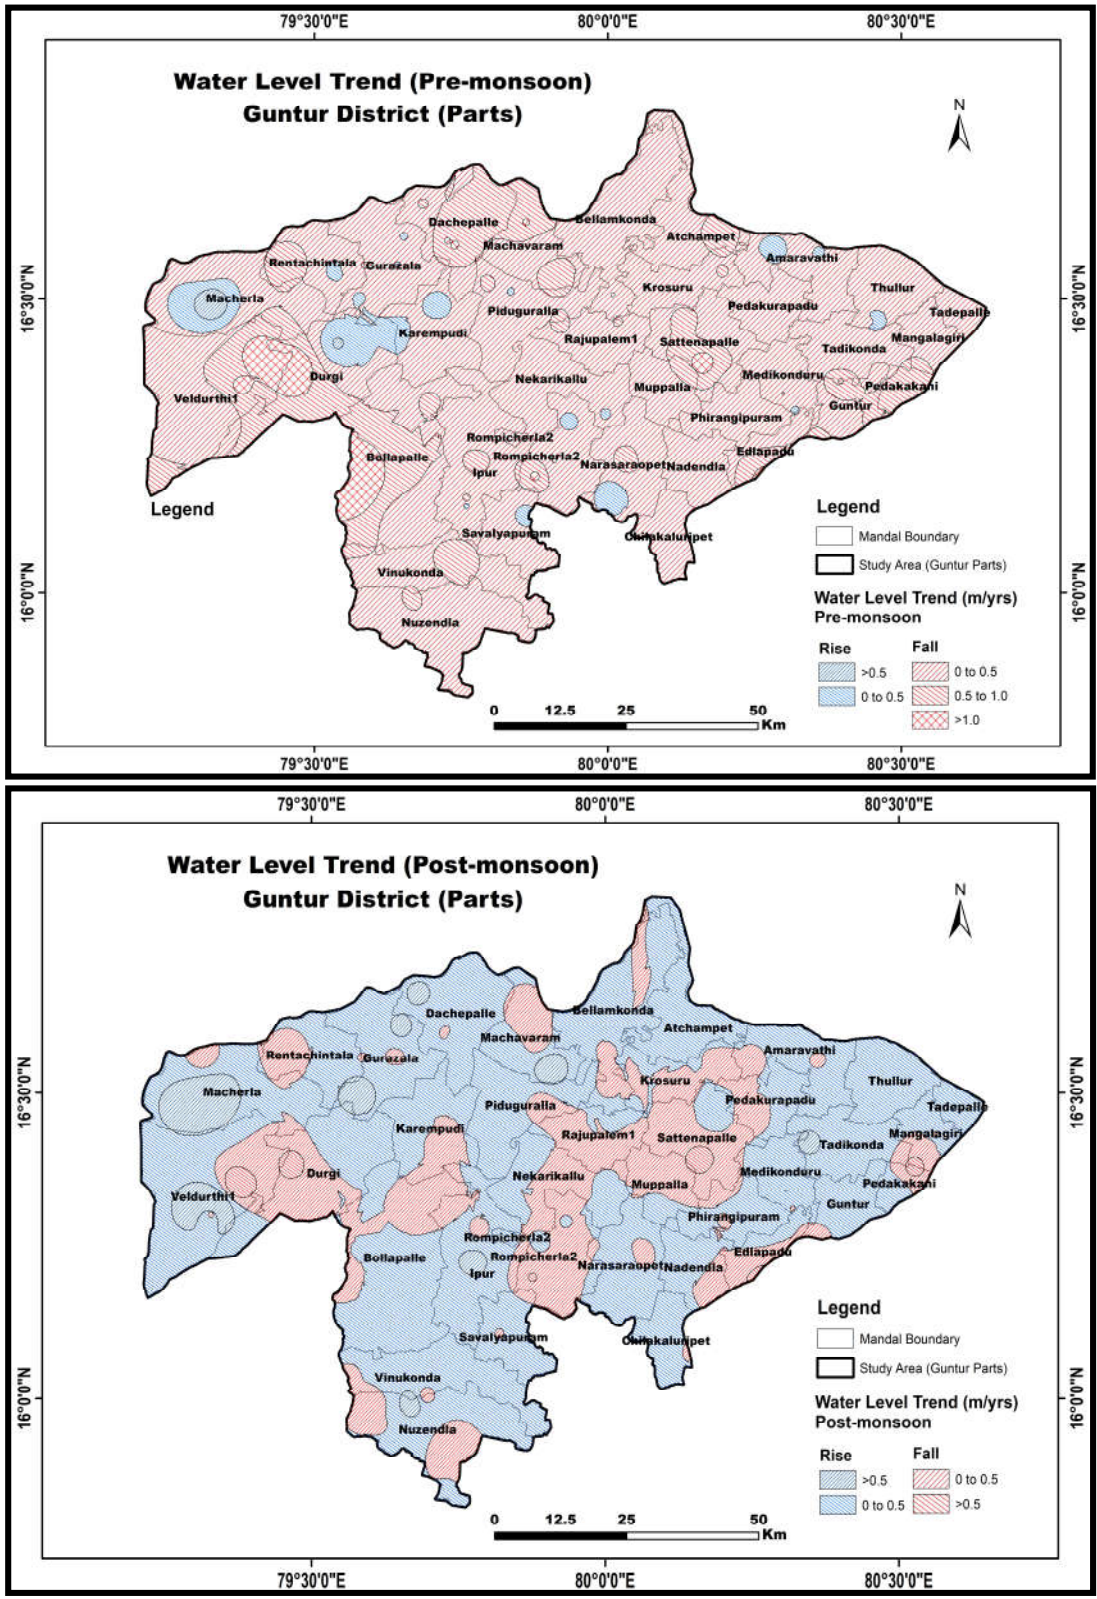 79°30'0"E 80°0'0"E 80°30'0"E
Water Level Trend (Pre-monsoon)
Guntur District (Parts)
N
Dachepalle
Bellamkonda
Machavaram
Atchampet
Amaravathi
Rentachintala
Gurazala
16°30'0"N
16°30'0"N
Macherla
Krosuru
Thullur
Piduguralla
Pedakurapadu
Tadepalle
Karempudi
Rajupalem1
Sattenapalle
Mangalagiri
Tadikonda
Durgi
Nekarikallu
Muppalla
Medikonduru
Pedakakani
Veldurthi1
Guntur
Phirangipuram
Rompicherla2
Bollapalle
Rompicherla2
Edlapadu
Ipur
Narasaraopet
Nadendla
Legend
Savalyapuram
Chilakaluripet
Vinukonda
Nuzendla
16°0'0"N
16°0'0"N
Legend
Mandal Boundary
Study Area (Guntur Parts)
Water Level Trend (m/yrs)
Pre-monsoon
Rise Fall
>0.5 0 to 0.5
0 to 0.5 0.5 to 1.0
>1.0
0 12.5 25 50
Km
79°30'0"E 80°0'0"E 80°30'0"E
79°30'0"E 80°0'0"E 80°30'0"E
Water Level Trend (Post-monsoon)
Guntur District (Parts)
N
Dachepalle
Bellamkonda
Machavaram
Atchampet
Amaravathi
Rentachintala
Gurazala
16°30'0"N
16°30'0"N
Macherla
Krosuru
Thullur
Piduguralla
Pedakurapadu
Tadepalle
Karempudi
Rajupalem1
Sattenapalle
Mangalagiri
Tadikonda
Durgi
Nekarikallu
Muppalla
Medikonduru
Pedakakani
Veldurthi1
Guntur
Phirangipuram
Rompicherla2
Bollapalle
Rompicherla2
Edlapadu
Ipur
Narasaraopet
Nadendla
Savalyapuram
Chilakaluripet
Vinukonda
Nuzendla
16°0'0"N
16°0'0"N
Legend
Mandal Boundary
Study Area (Guntur Parts)
Water Level Trend (m/yrs)
Post-monsoon
Rise Fall
>0.5 0 to 0.5
0 to 0.5 >0.5
0 12.5 25 50
Km
79°30'0"E 80°0'0"E 80°30'0"E